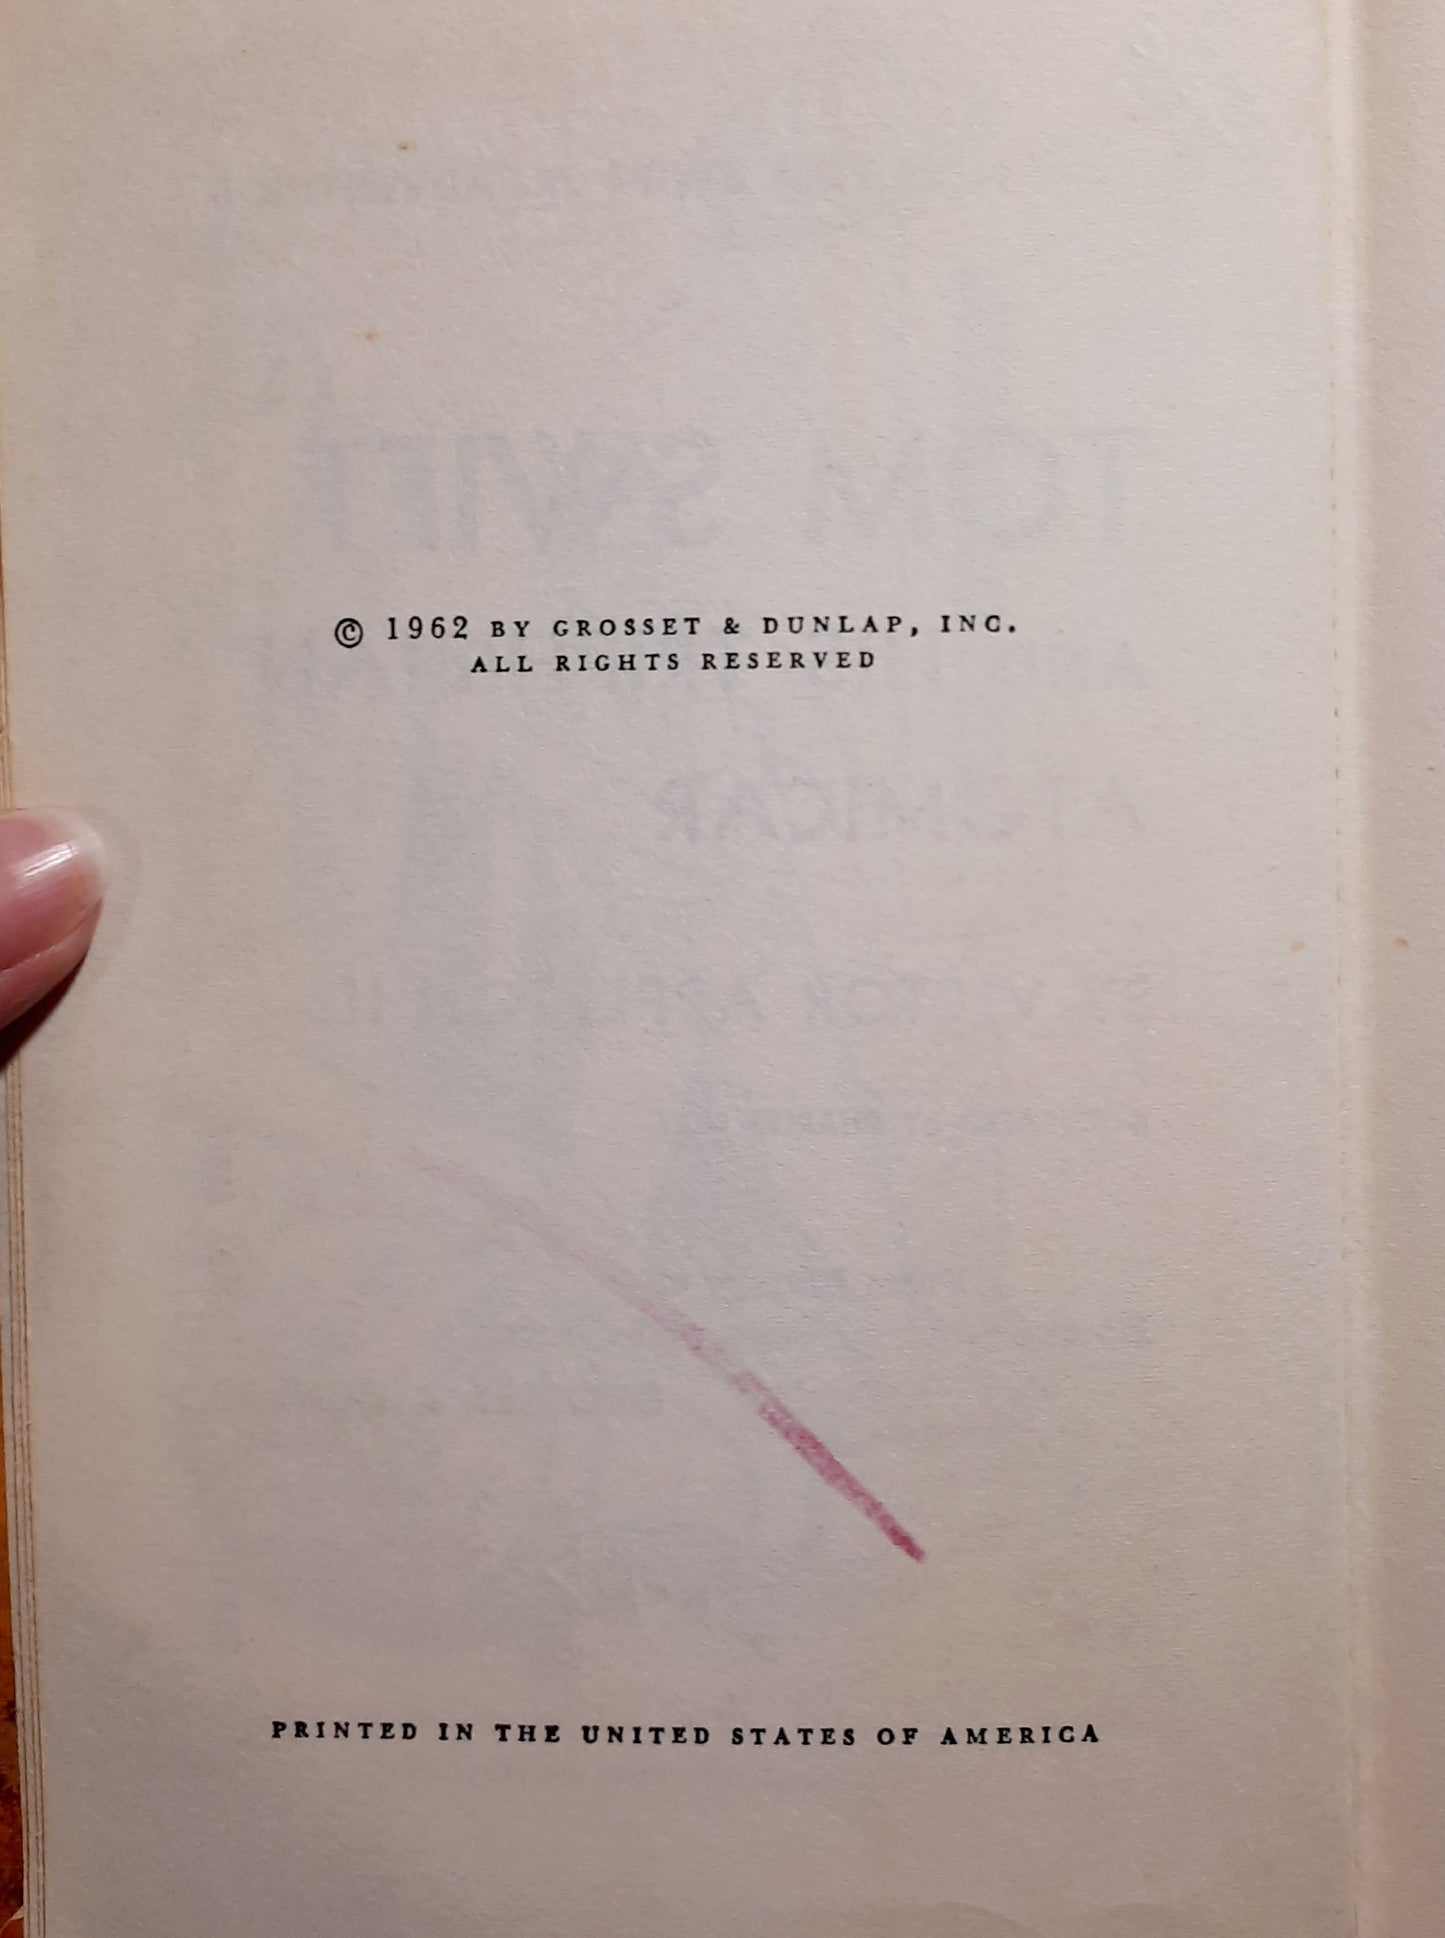 © 1962 BY GROSSET & DUNLAP, INC.
ALL RIGHTS RESERVED
PRINTED IN THE UNITED STATES OF AMERICA